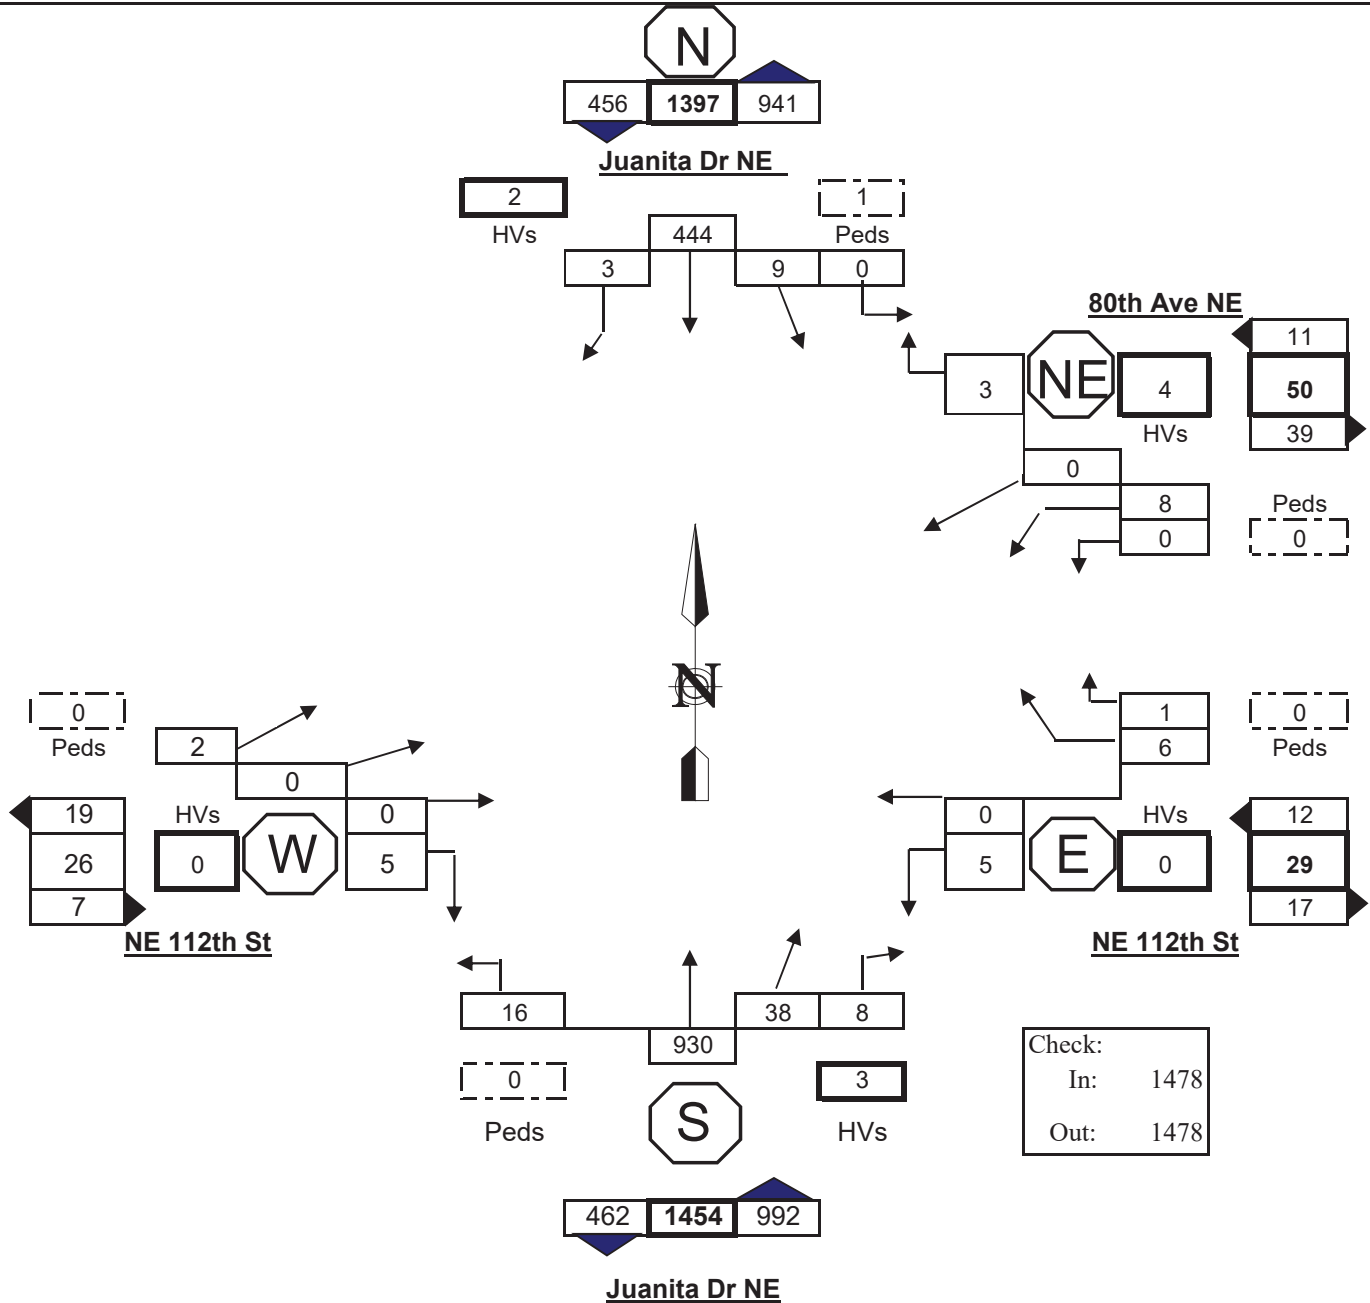 N
456 1397 941
Juanita Dr NE
2 1
HVs 444 Peds
3 9 0
80th Ave NE
11
3 NE 4 50
HVs 39
0
8 Peds
0 0
N
0 1 0
Peds 2 6 Peds
0
19 HVs 0 0 HVs 12
26 0 W 5 5 E 0 29
7 17
NE 112th St NE 112th St
16 38 8
930
0 3
Peds S HVs
Check:
In: 1478
Out: 1478
462 1454 992
Juanita Dr NE